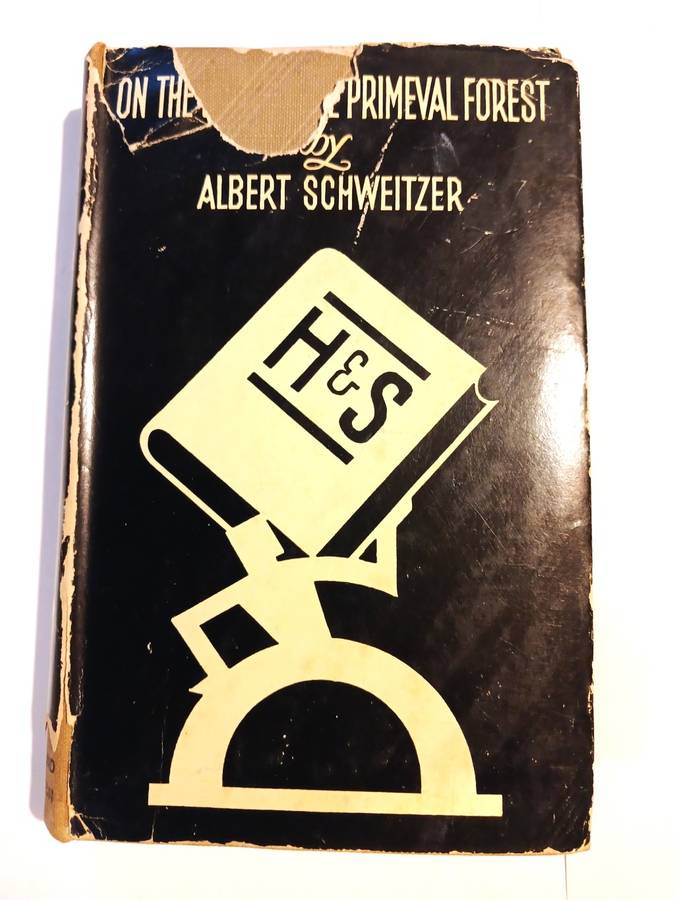 ON THE PRIMEVAL FOREST
by
ALBERT SCHWEITZER
H&S